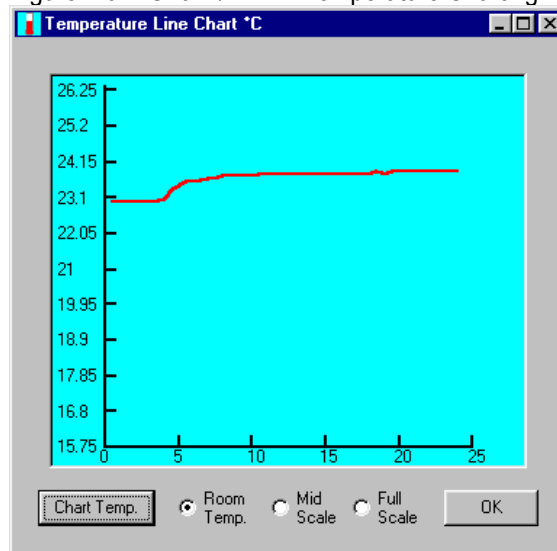 Temperature Line Chart °C
26.25
25.2
24.15
23.1
22.05
21
19.95
18.9
17.85
16.8
15.75
0 5 10 15 20 25
Chart Temp.
Room Temp.
Mid Scale
Full Scale
OK